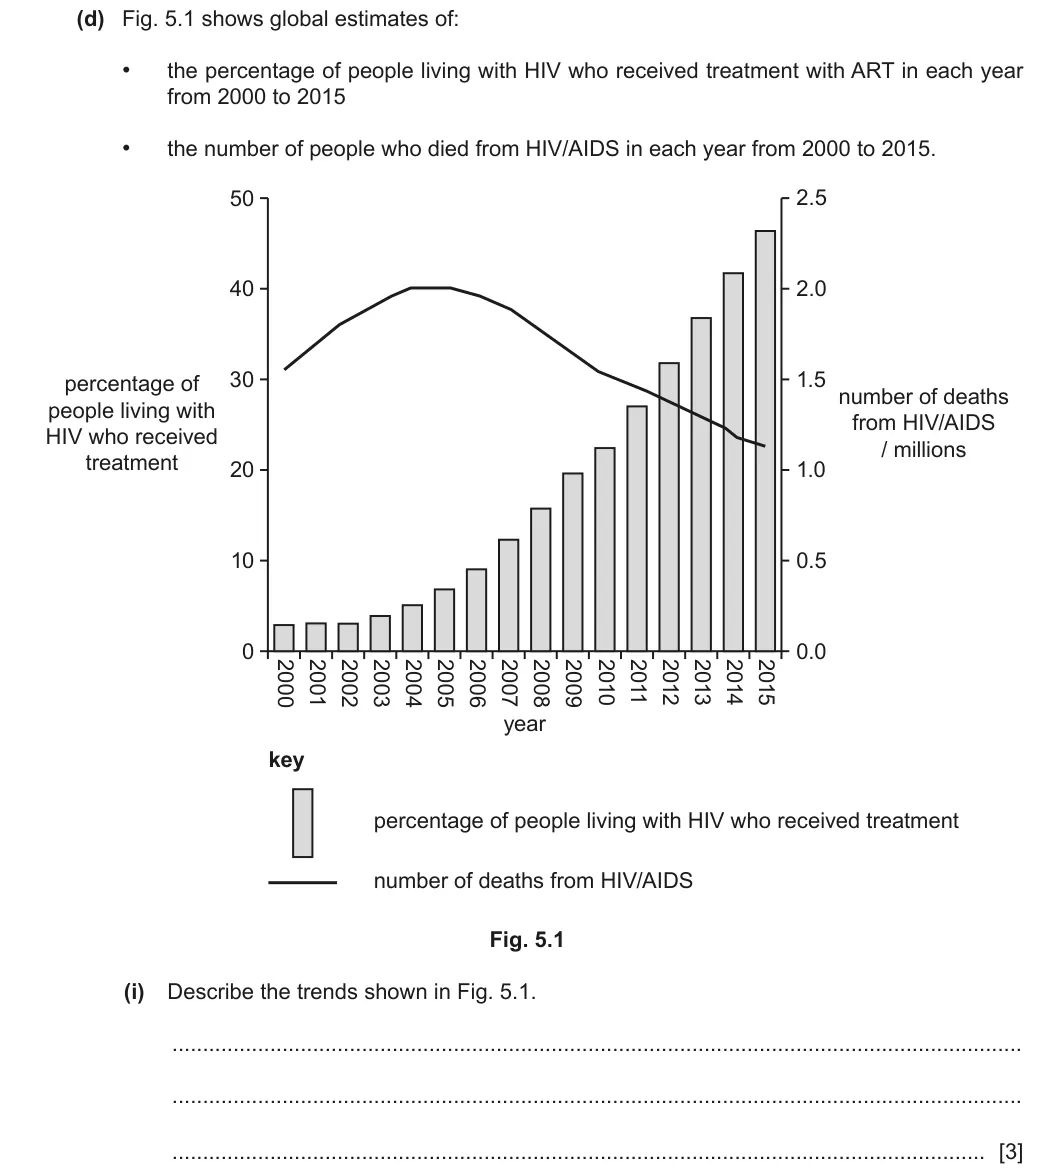 (d) Fig. 5.1 shows global estimates of:
• the percentage of people living with HIV who received treatment with ART in each year
from 2000 to 2015
• the number of people who died from HIV/AIDS in each year from 2000 to 2015.
50
40
30
20
10
0
percentage of
people living with
HIV who received
treatment
2.5
2.0
1.5
1.0
0.5
0.0
number of deaths
from HIV/AIDS
/ millions
2000
2001
2002
2003
2004
2005
2006
2007
2008
2009
2010
2011
2012
2013
2014
2015
year
key
percentage of people living with HIV who received treatment
number of deaths from HIV/AIDS
Fig. 5.1
(i) Describe the trends shown in Fig. 5.1.
[3]